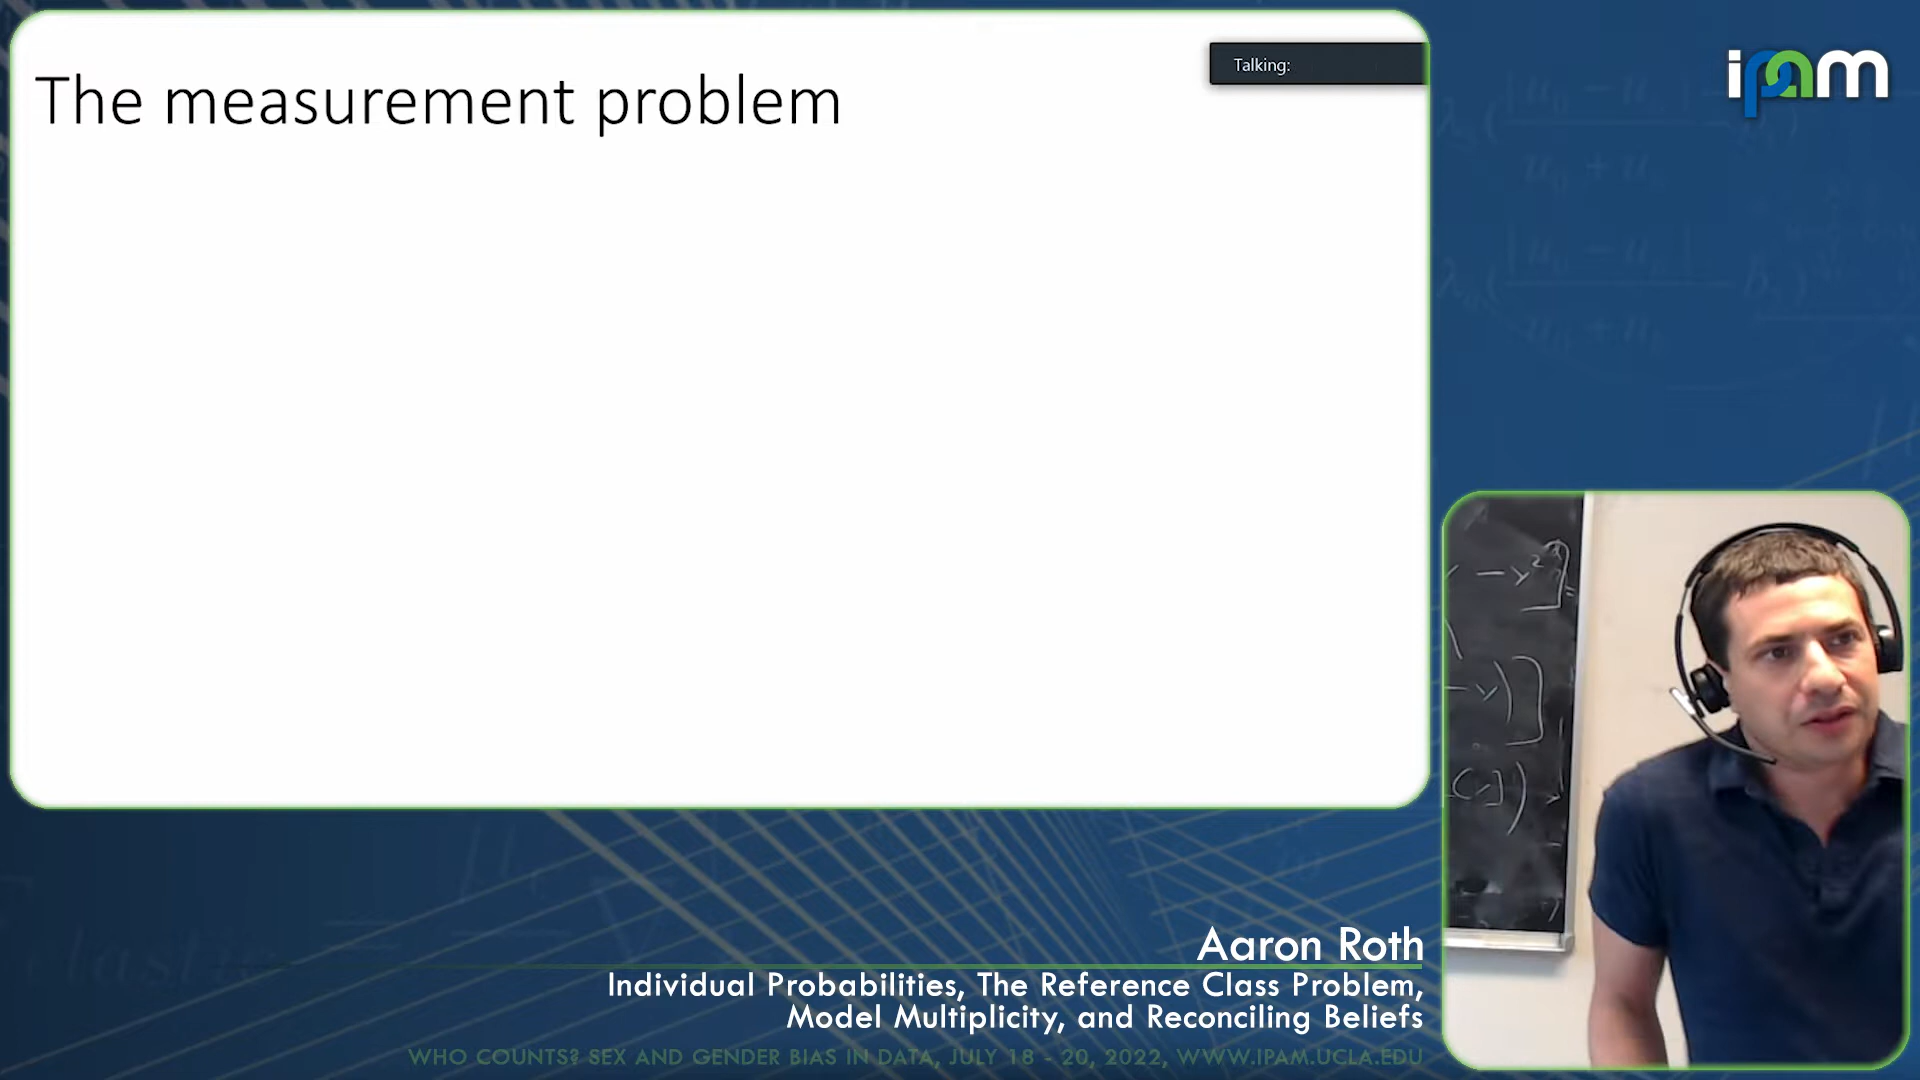 The measurement problem
Talking:
ipam
Aaron Roth
Individual Probabilities, The Reference Class Problem,
Model Multiplicity, and Reconciling Beliefs
WHO COUNTS? SEX AND GENDER BIAS IN DATA, JULY 18 - 20, 2022, WWW.IPAM.UCLA.EDU